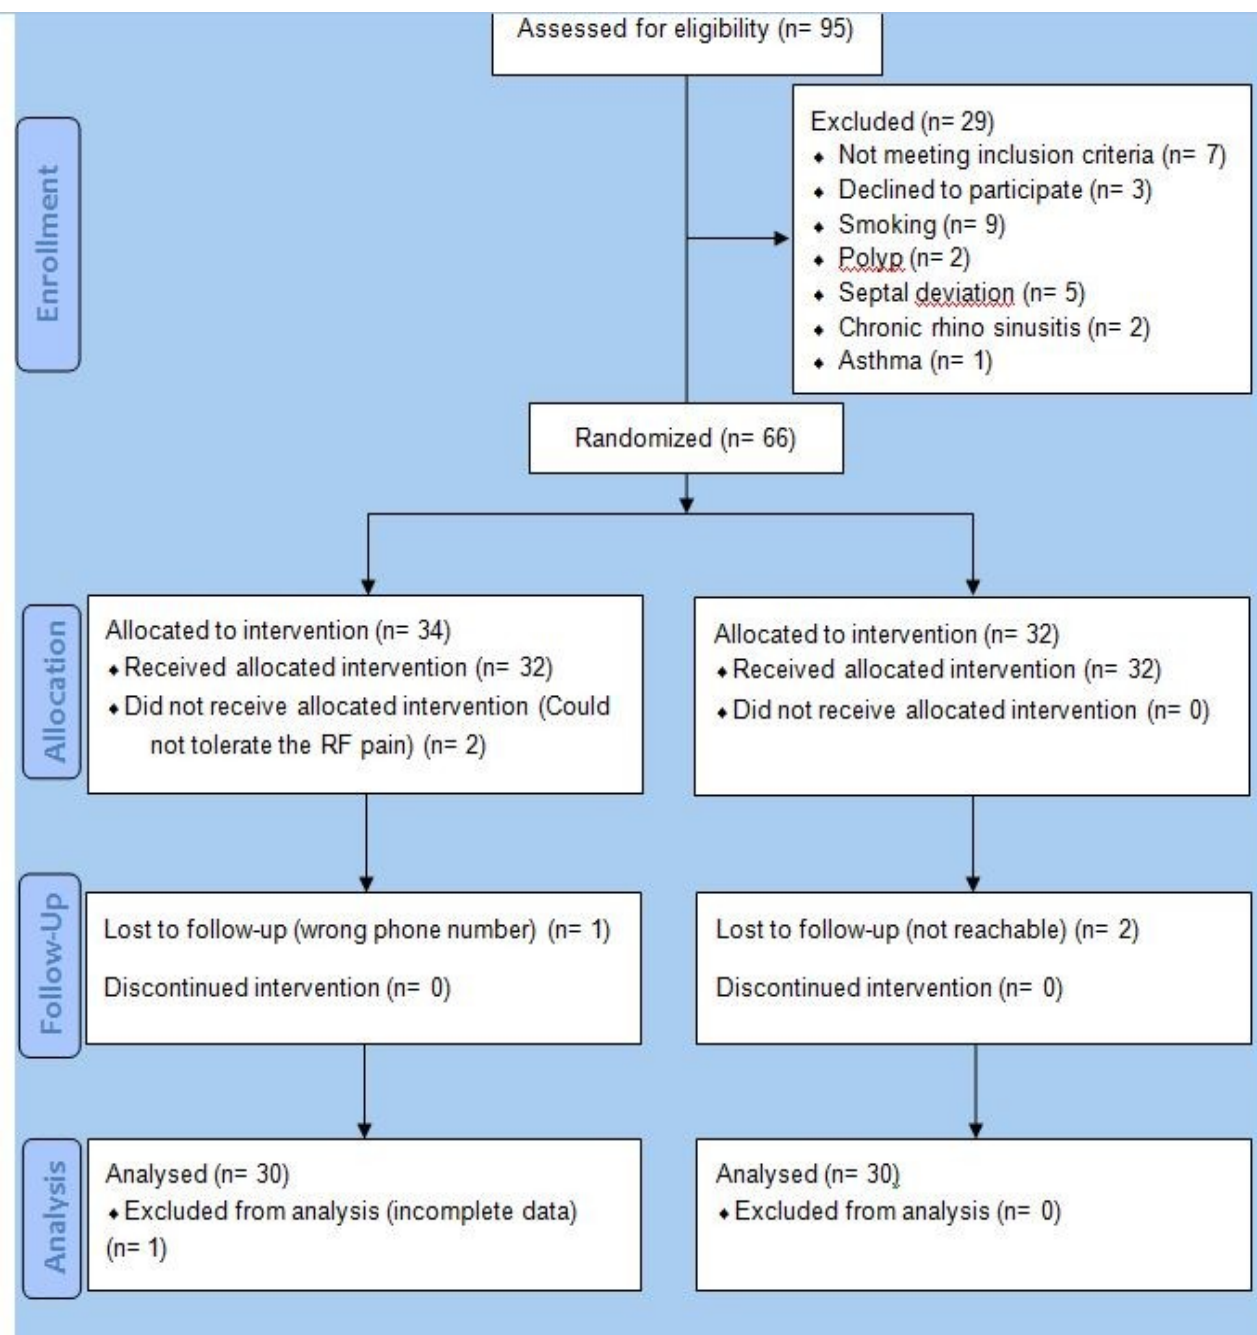 Assessed for eligibility (n= 95)
Enrollment
Excluded (n= 29)
⬥ Not meeting inclusion criteria (n= 7)
⬥ Declined to participate (n= 3)
⬥ Smoking (n= 9)
⬥ Polyp (n= 2)
⬥ Septal deviation (n= 5)
⬥ Chronic rhino sinusitis (n= 2)
⬥ Asthma (n= 1)
Randomized (n= 66)
Allocation
Allocated to intervention (n= 34)
⬥ Received allocated intervention (n= 32)
⬥ Did not receive allocated intervention (Could
not tolerate the RF pain) (n= 2)
Allocated to intervention (n= 32)
⬥ Received allocated intervention (n= 32)
⬥ Did not receive allocated intervention (n= 0)
Follow-Up
Lost to follow-up (wrong phone number) (n= 1)
Discontinued intervention (n= 0)
Lost to follow-up (not reachable) (n= 2)
Discontinued intervention (n= 0)
Analysis
Analysed (n= 30)
⬥ Excluded from analysis (incomplete data)
(n= 1)
Analysed (n= 30)
⬥ Excluded from analysis (n= 0)